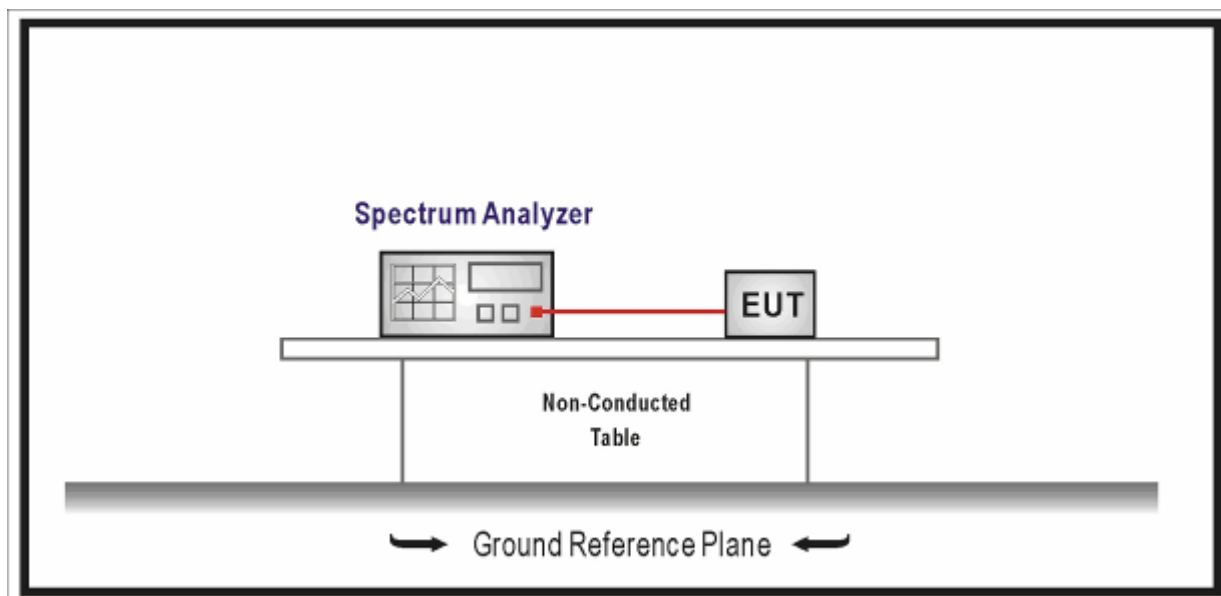 Spectrum Analyzer
EUT
Non-Conducted
Table
Ground Reference Plane